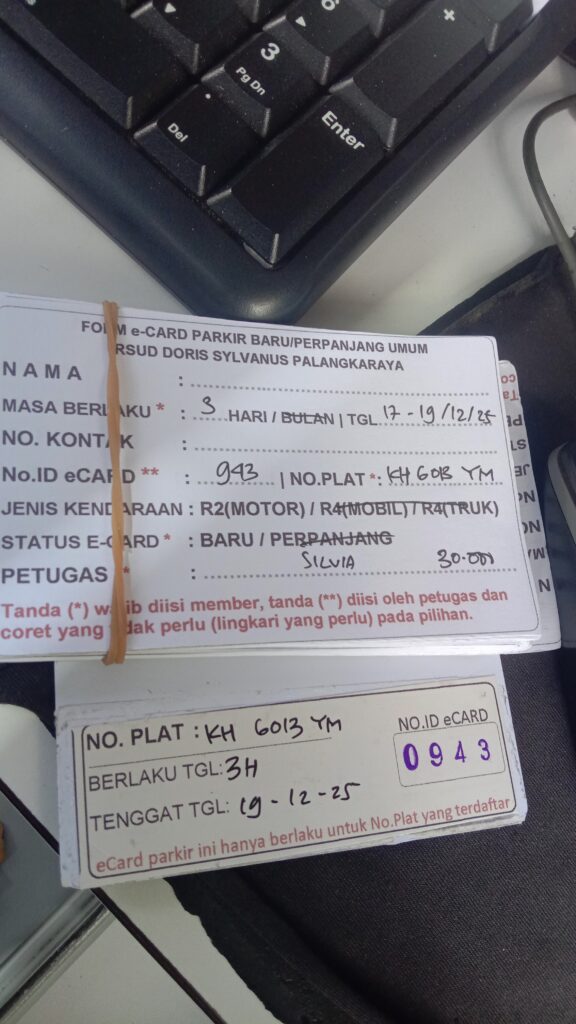 6
+
3
Pg Dn
.
Del
Enter
FORM e-CARD PARKIR BARU/PERPANJANG UMUM
RSUD DORIS SYLVANUS PALANGKARAYA
NAMA :
MASA BERLAKU * : 3 HARI / BULAN | TGL 17 - 19/12/25
NO. KONTAK :
No.ID eCARD ** : 943 | NO.PLAT * : KH 6013 YM
JENIS KENDARAAN : R2(MOTOR) / R4(MOBIL) / R4(TRUK)
STATUS E-CARD * : BARU / PERPANJANG
PETUGAS * : SILVIA 30.000
Tanda (*) wajib diisi member, tanda (**) diisi oleh petugas dan
coret yang tidak perlu (lingkari yang perlu) pada pilihan.
NO. PLAT : KH 6013 YM
NO.ID eCARD
0943
BERLAKU TGL: 3H
TENGGAT TGL: 19 - 12 - 25
eCard parkir ini hanya berlaku untuk No.Plat yang terdaftar